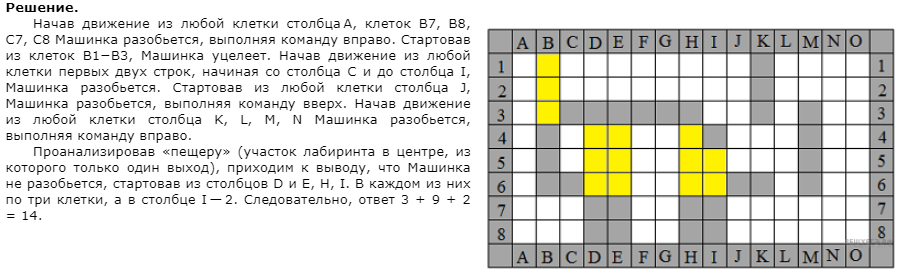 Решение.
Начав движение из любой клетки столбца A, клеток B7, B8,
C7, C8 Машинка разобьется, выполняя команду вправо. Стартовав
из клеток B1−B3, Машинка уцелеет. Начав движение из любой
клетки первых двух строк, начиная со столбца C и до столбца I,
Машинка разобьется. Стартовав из любой клетки столбца J,
Машинка разобьется, выполняя команду вверх. Начав движение
из любой клетки столбца K, L, M, N Машинка разобьется,
выполняя команду вправо.
Проанализировав «пещеру» (участок лабиринта в центре, из
которого только один выход), приходим к выводу, что Машинка
не разобьется, стартовав из столбцов D и E, H, I. В каждом из них
по три клетки, а в столбце I — 2. Следовательно, ответ 3 + 9 + 2
= 14.
A B C D E F G H I J K L M N O
1 1
2 2
3 3
4 4
5 5
6 6
7 7
8 8
A B C D E F G H I J K L M N O